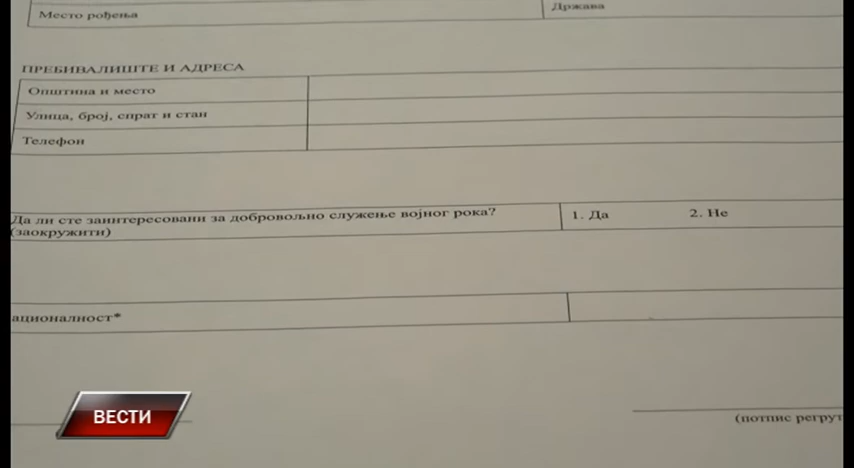 Место рођења
Држава
ПРЕБИВАЛИШТЕ И АДРЕСА
Општина и место
Улица, број, спрат и стан
Телефон
Да ли сте заинтересовани за добровољно служење војног рока?
1. Да
2. Не
(заокружити)
ационалност*
ВЕСТИ
(потпис регрут